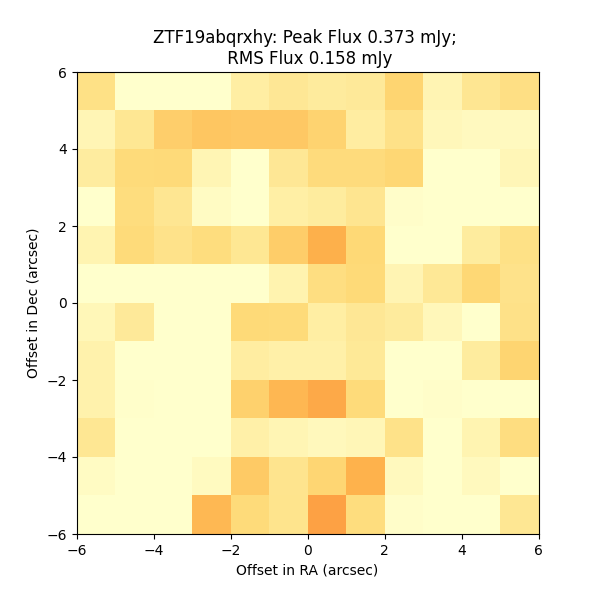 ZTF19abqrxhy: Peak Flux 0.373 mJy;
RMS Flux 0.158 mJy
6
4
2
0
−2
−4
−6
Offset in Dec (arcsec)
−6 −4 −2 0 2 4 6
Offset in RA (arcsec)